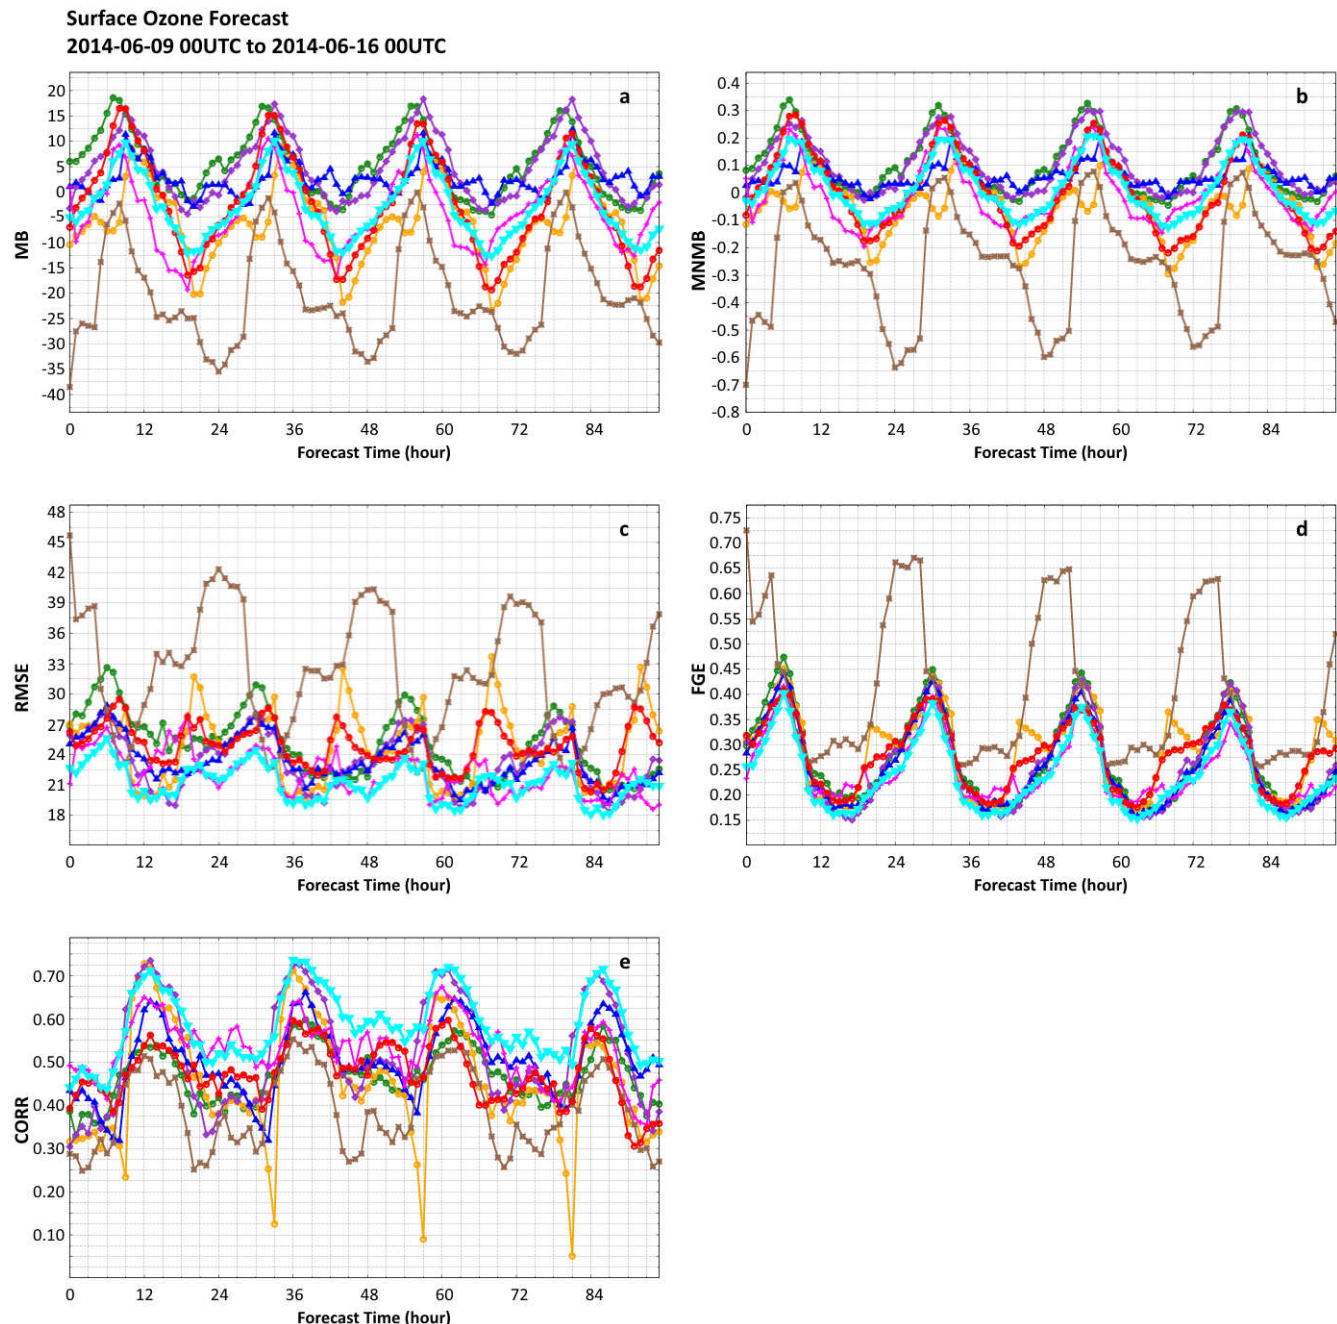 Surface Ozone Forecast
2014-06-09 00UTC to 2014-06-16 00UTC
a
20
15
10
5
0
-5
-10
-15
-20
-25
-30
-35
-40
MB
0 12 24 36 48 60 72 84
Forecast Time (hour)
b
0.4
0.3
0.2
0.1
0
-0.1
-0.2
-0.3
-0.4
-0.5
-0.6
-0.7
-0.8
MNMB
0 12 24 36 48 60 72 84
Forecast Time (hour)
c
48
45
42
39
36
33
30
27
24
21
18
RMSE
0 12 24 36 48 60 72 84
Forecast Time (hour)
d
0.75
0.70
0.65
0.60
0.55
0.50
0.45
0.40
0.35
0.30
0.25
0.20
0.15
FGE
0 12 24 36 48 60 72 84
Forecast Time (hour)
e
0.70
0.60
0.50
0.40
0.30
0.20
0.10
CORR
0 12 24 36 48 60 72 84
Forecast Time (hour)